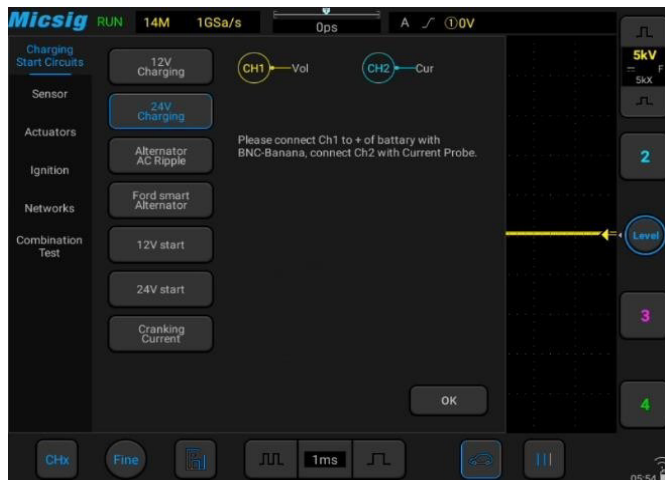 Micsig RUN 14M 1GSa/s 0ps A ①0V
Charging
Start Circuits
Sensor
Actuators
Ignition
Networks
Combination
Test
12V
Charging
24V
Charging
Alternator
AC Ripple
Ford smart
Alternator
12V start
24V start
Cranking
Current
CH1 Vol CH2 Cur
Please connect Ch1 to + of battary with
BNC-Banana, connect Ch2 with Current Probe.
OK
5kV
F
5kX
2
Level
3
4
CHx Fine 1ms
05:54